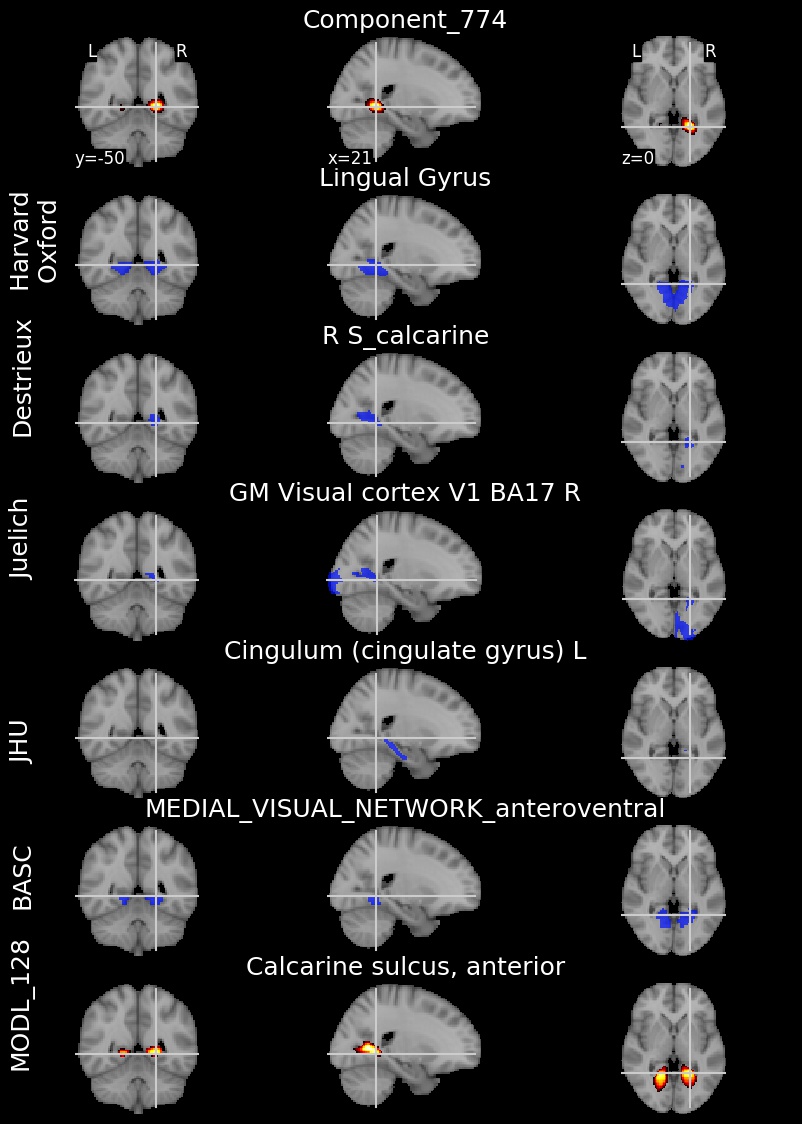 Component_774
L R L R
y=-50 x=21 z=0
Lingual Gyrus
Harvard
Oxford
R S_calcarine
Destrieux
GM Visual cortex V1 BA17 R
Juelich
Cingulum (cingulate gyrus) L
JHU
MEDIAL_VISUAL_NETWORK_anteroventral
BASC
Calcarine sulcus, anterior
MODL_128